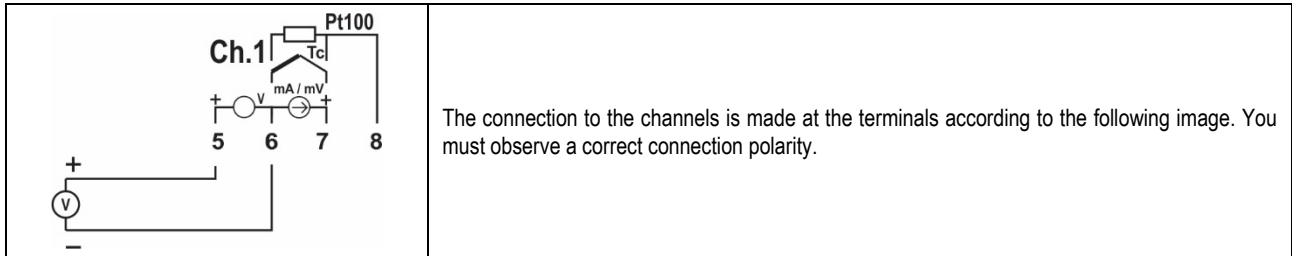 Pt100
Ch.1
Tc
mA / mV
+ V +
5 6 7 8
+
V
–
The connection to the channels is made at the terminals according to the following image. You
must observe a correct connection polarity.